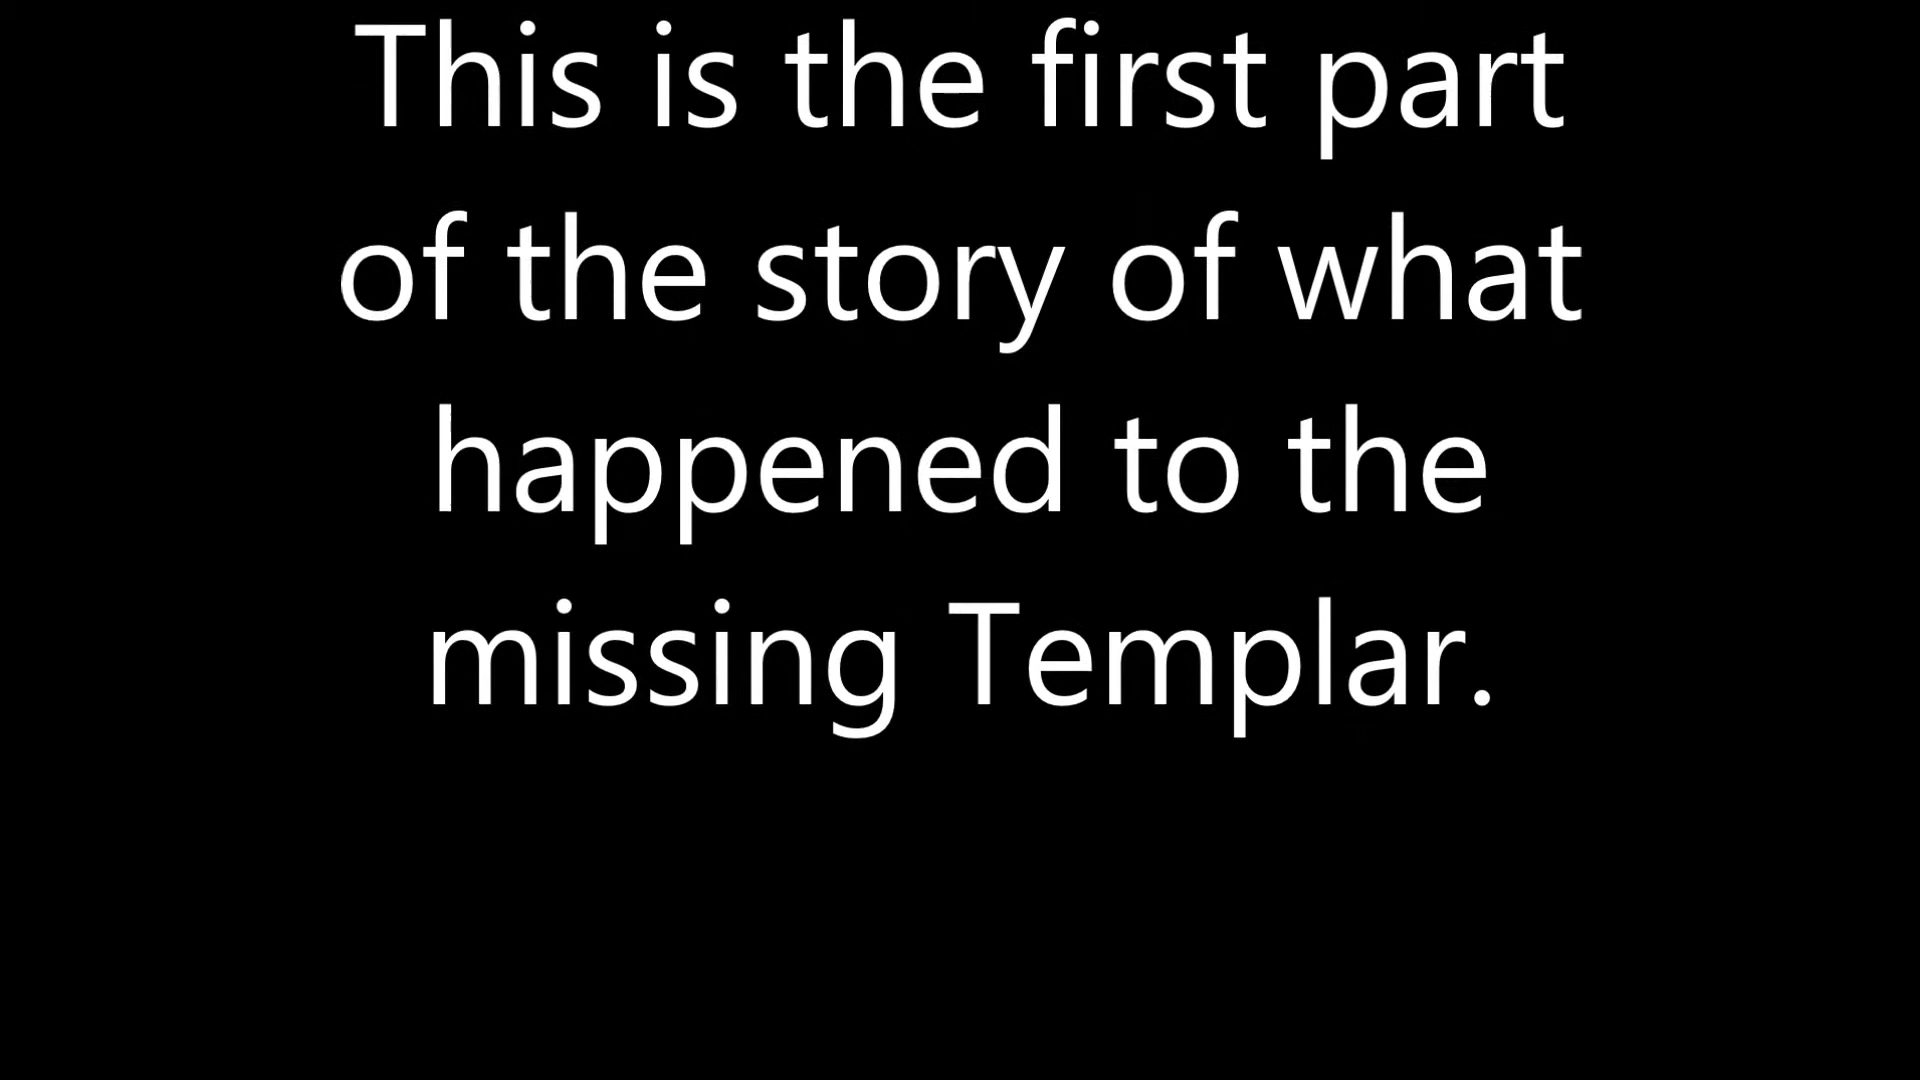 This is the first part
of the story of what
happened to the
missing Templar.